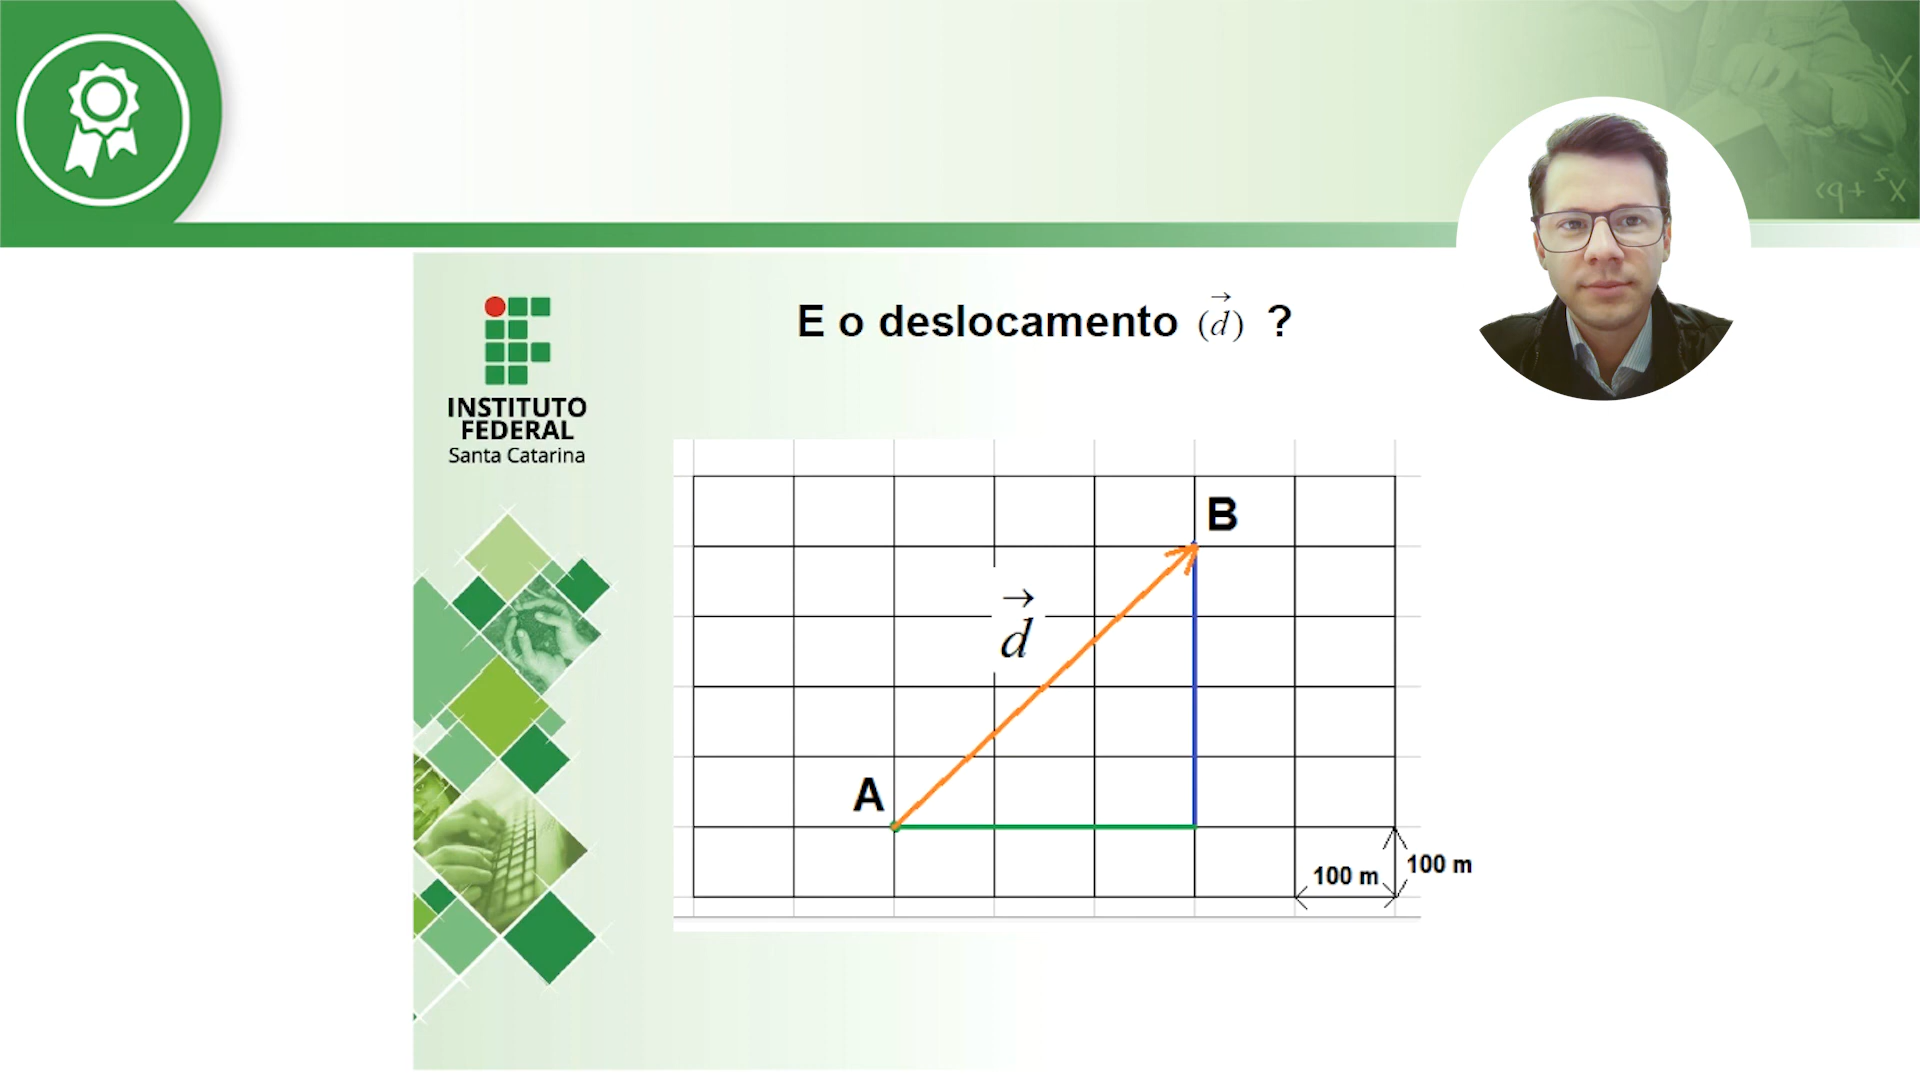 E o deslocamento (d⃗) ?
INSTITUTO
FEDERAL
Santa Catarina
B
d⃗
A
100 m
100 m